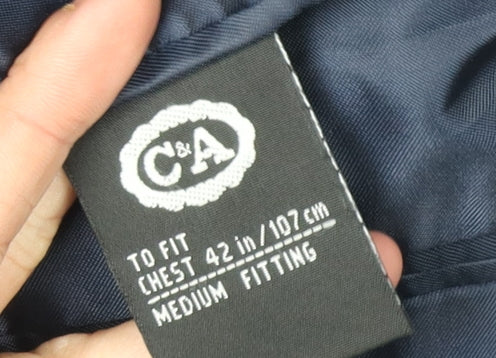 C&A
TO FIT
CHEST 42 in/107 cm
MEDIUM FITTING